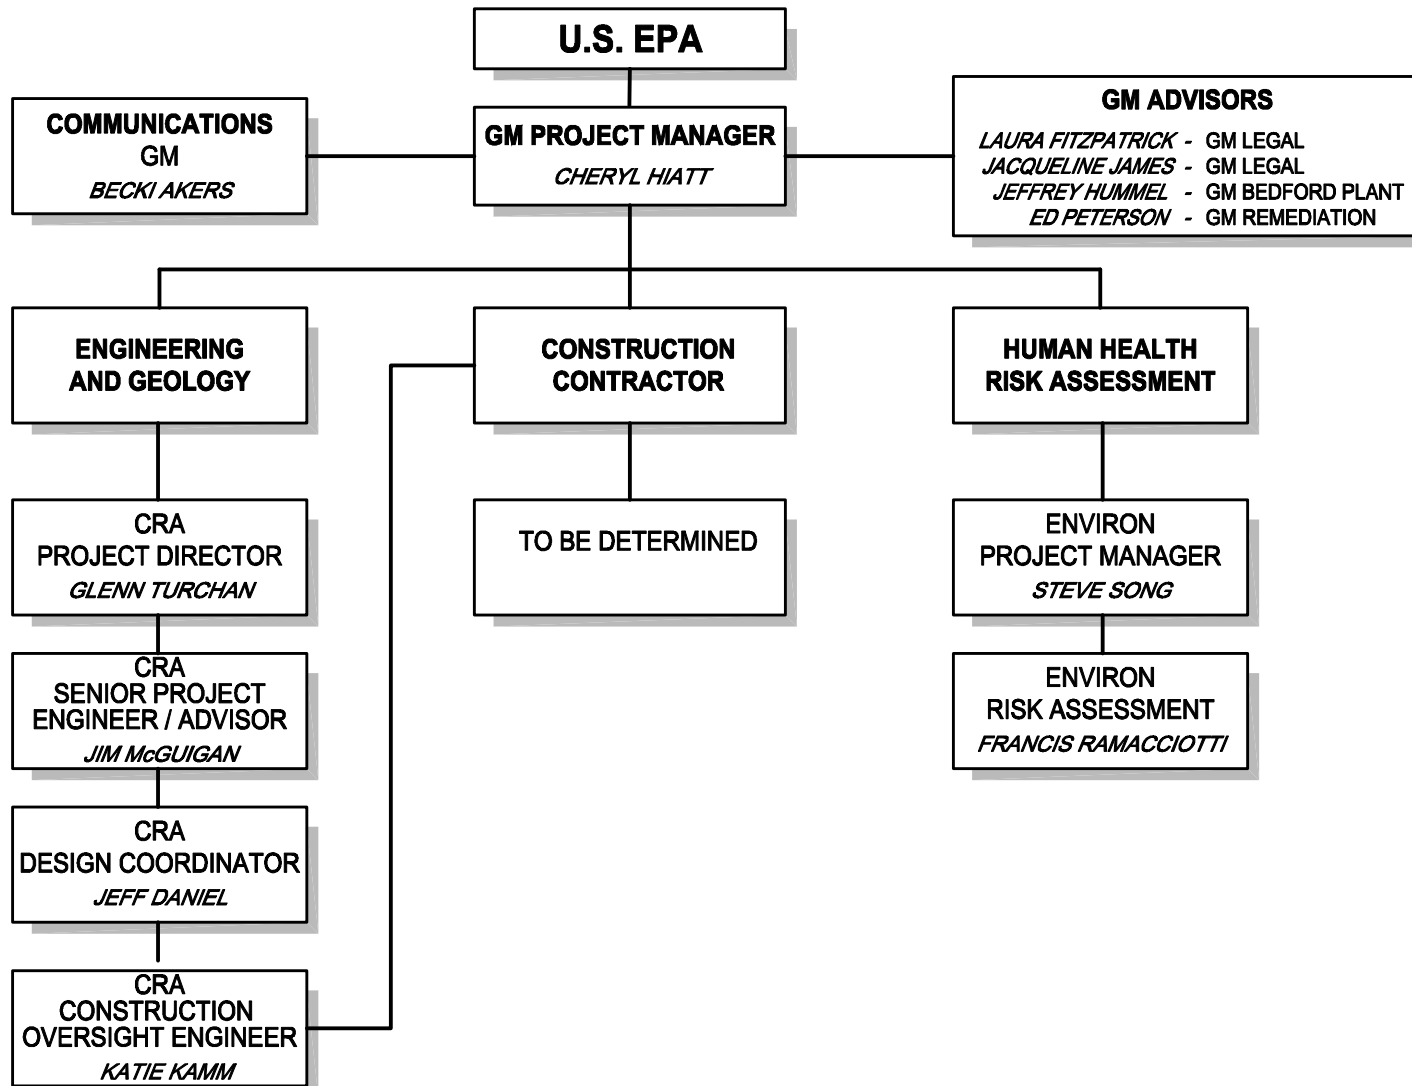 U.S. EPA
COMMUNICATIONS
GM
BECKI AKERS
GM PROJECT MANAGER
CHERYL HIATT
GM ADVISORS
LAURA FITZPATRICK - GM LEGAL
JACQUELINE JAMES - GM LEGAL
JEFFREY HUMMEL - GM BEDFORD PLANT
ED PETERSON - GM REMEDIATION
ENGINEERING
AND GEOLOGY
CONSTRUCTION
CONTRACTOR
HUMAN HEALTH
RISK ASSESSMENT
CRA
PROJECT DIRECTOR
GLENN TURCHAN
TO BE DETERMINED
ENVIRON
PROJECT MANAGER
STEVE SONG
CRA
SENIOR PROJECT
ENGINEER / ADVISOR
JIM McGUIGAN
ENVIRON
RISK ASSESSMENT
FRANCIS RAMACCIOTTI
CRA
DESIGN COORDINATOR
JEFF DANIEL
CRA
CONSTRUCTION
OVERSIGHT ENGINEER
KATIE KAMM